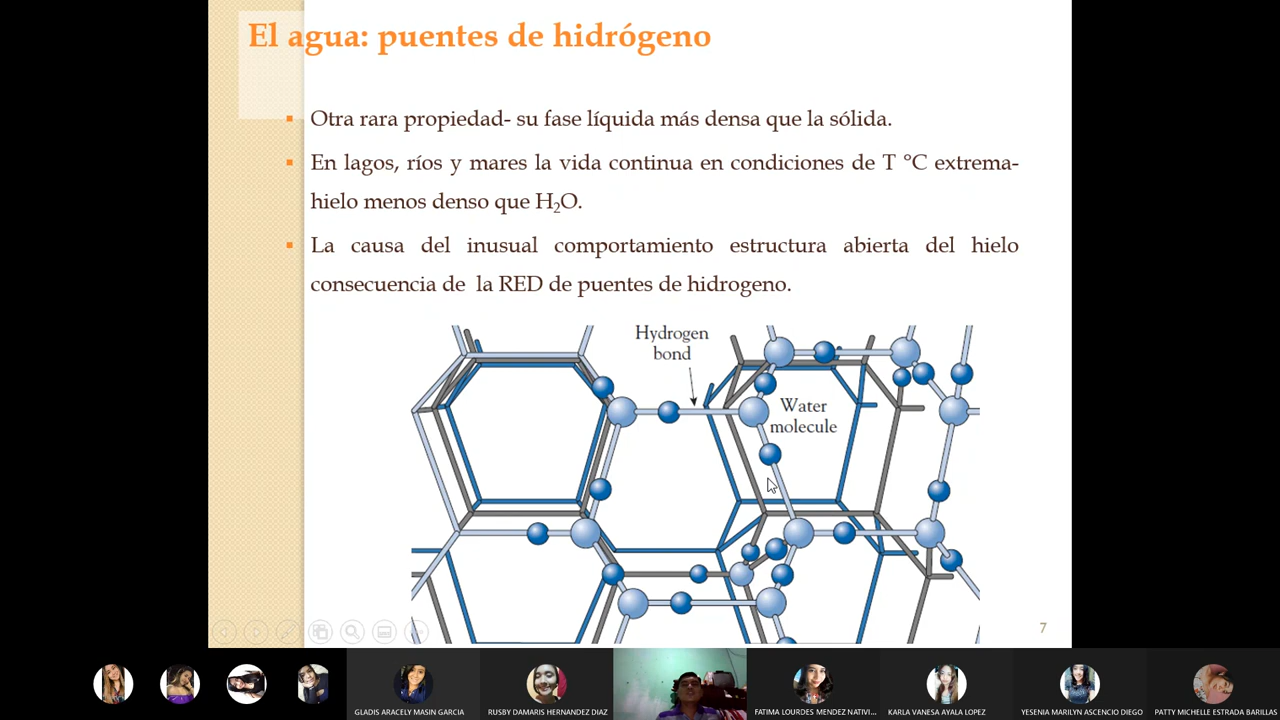 El agua: puentes de hidrógeno
Otra rara propiedad- su fase líquida más densa que la sólida.
En lagos, ríos y mares la vida continua en condiciones de T °C extrema-
hielo menos denso que H₂O.
La causa del inusual comportamiento estructura abierta del hielo
consecuencia de la RED de puentes de hidrogeno.
Hydrogen
bond
Water
molecule
7
GLADIS ARACELY MASIN GARCIA
RUSBY DAMARIS HERNANDEZ DIAZ
FATIMA LOURDES MENDEZ NATIVI...
KARLA VANESA AYALA LOPEZ
YESENIA MARILYN ASCENCIO DIEGO
PATTY MICHELLE ESTRADA BARILLAS